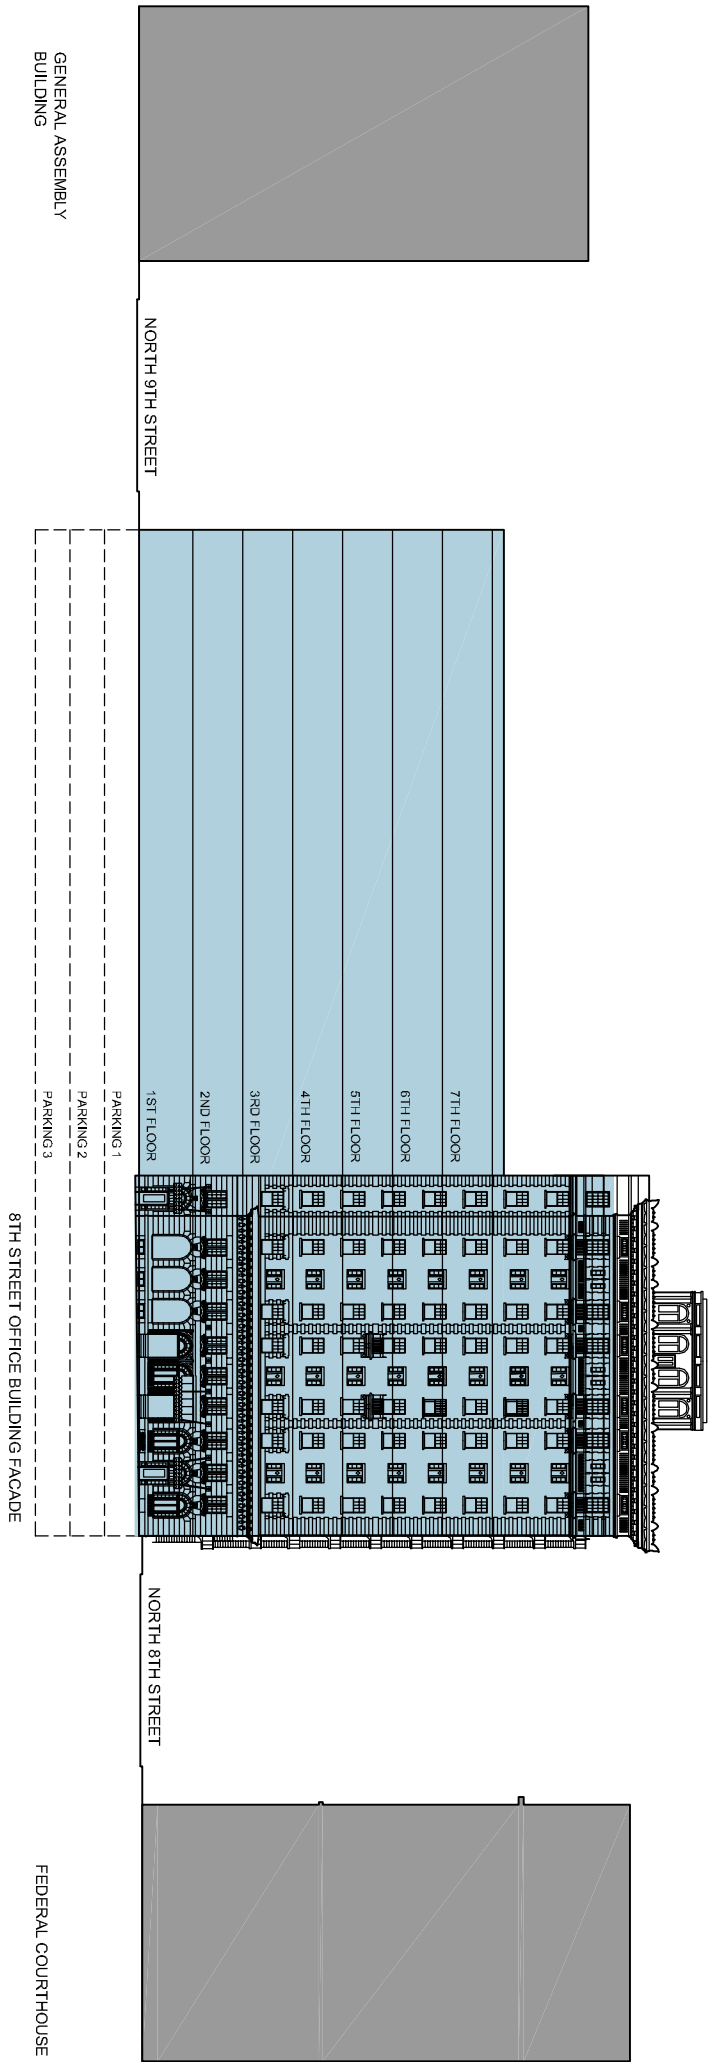 GENERAL ASSEMBLY
BUILDING
NORTH 9TH STREET
7TH FLOOR
6TH FLOOR
5TH FLOOR
4TH FLOOR
3RD FLOOR
2ND FLOOR
1ST FLOOR
PARKING 1
PARKING 2
PARKING 3
8TH STREET OFFICE BUILDING FACADE
NORTH 8TH STREET
FEDERAL COURTHOUSE